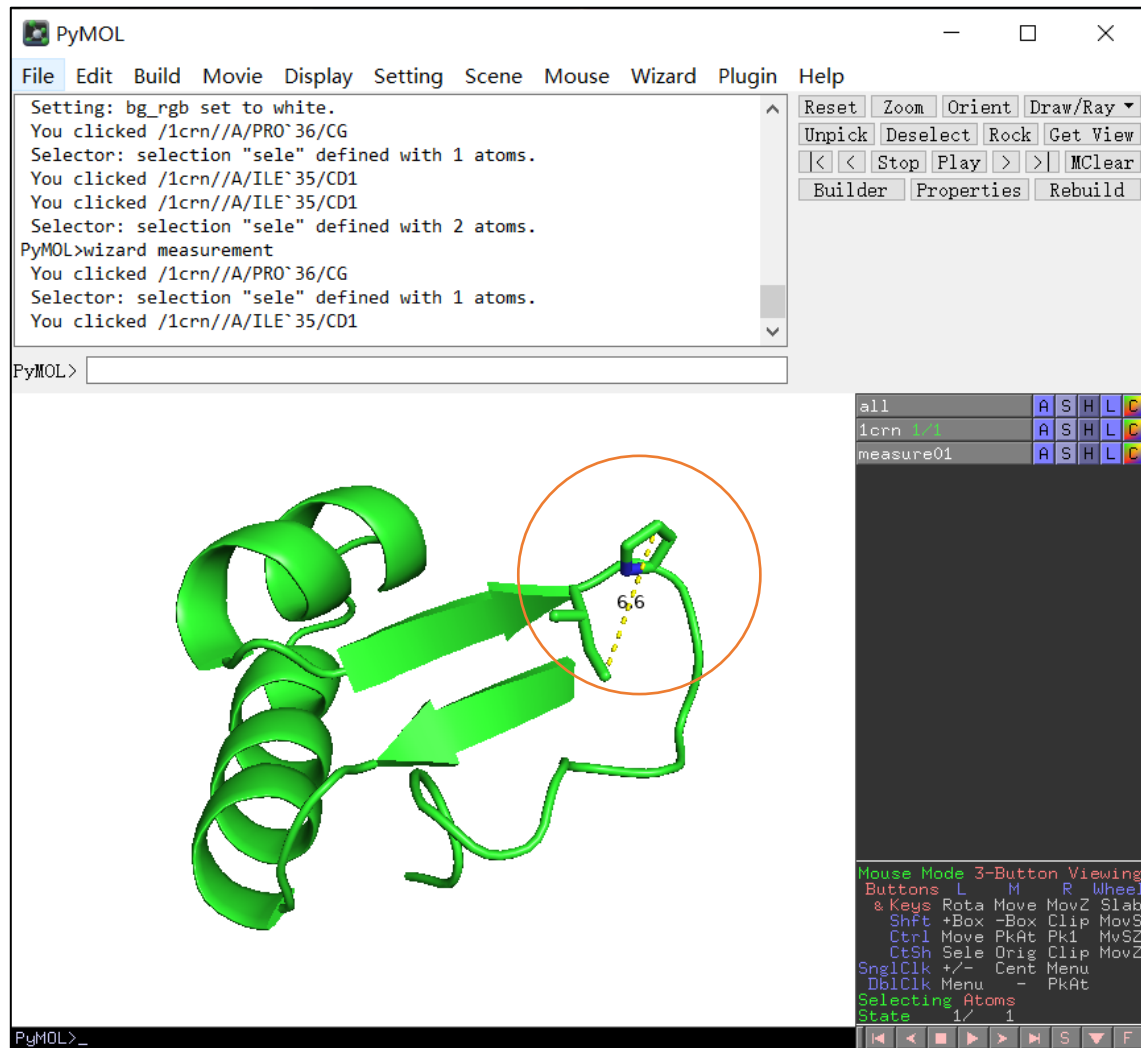 PyMOL
File Edit Build Movie Display Setting Scene Mouse Wizard Plugin Help
Setting: bg_rgb set to white.
You clicked /1crn//A/PRO`36/CG
Selector: selection "sele" defined with 1 atoms.
You clicked /1crn//A/ILE`35/CD1
You clicked /1crn//A/ILE`35/CD1
Selector: selection "sele" defined with 2 atoms.
PyMOL>wizard measurement
You clicked /1crn//A/PRO`36/CG
Selector: selection "sele" defined with 1 atoms.
You clicked /1crn//A/ILE`35/CD1
PyMOL>
Reset Zoom Orient Draw/Ray
Unpick Deselect Rock Get View
|< < Stop Play > >| MClear
Builder Properties Rebuild
all A S H L C
1crn 1/1 A S H L C
measure01 A S H L C
6.6
Mouse Mode 3-Button Viewing
Buttons L M R Wheel
& Keys Rota Move MovZ Slab
Shft +Box -Box Clip MovS
Ctrl Move PkAt Pk1 MvSZ
CtSh Sele Orig Clip MovZ
SnglClk +/- Cent Menu
DblClk Menu - PkAt
Selecting Atoms
State 1/ 1
PyMOL>_
S F